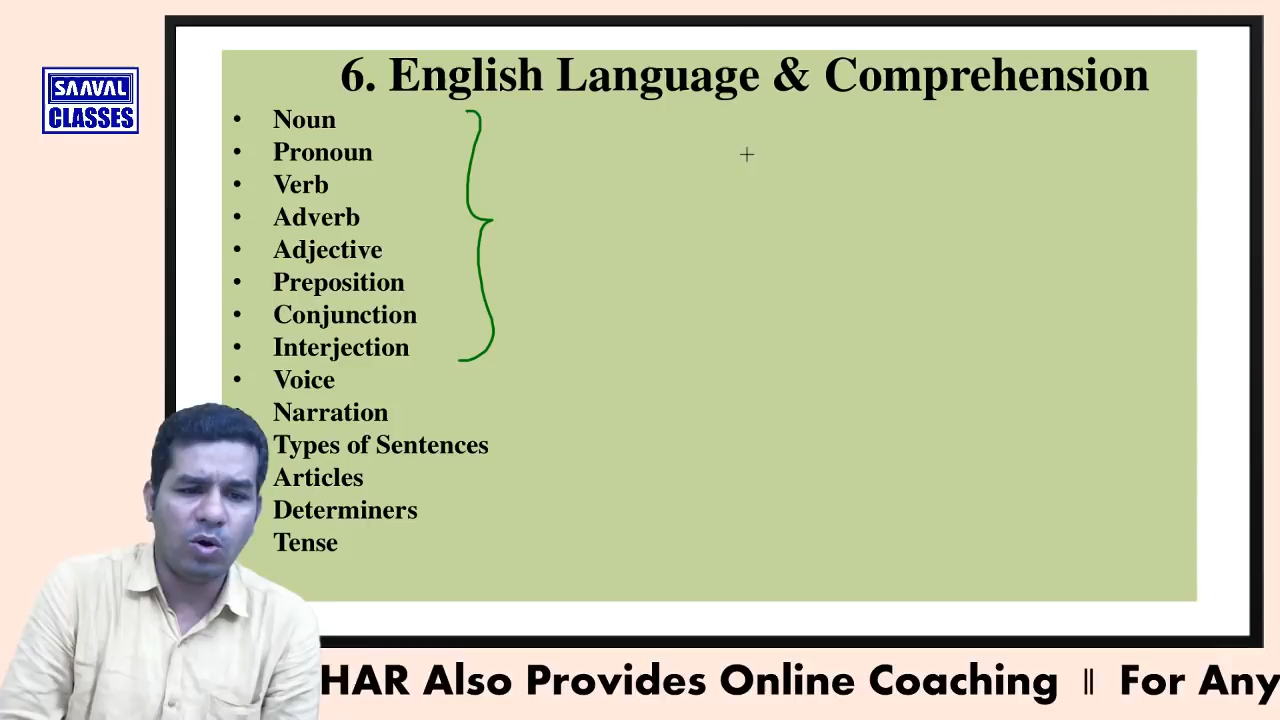 SAAVAL
CLASSES
6. English Language & Comprehension
• Noun
• Pronoun
• Verb
• Adverb
• Adjective
• Preposition
• Conjunction
• Interjection
• Voice
Narration
Types of Sentences
Articles
Determiners
Tense
HAR Also Provides Online Coaching || For Any